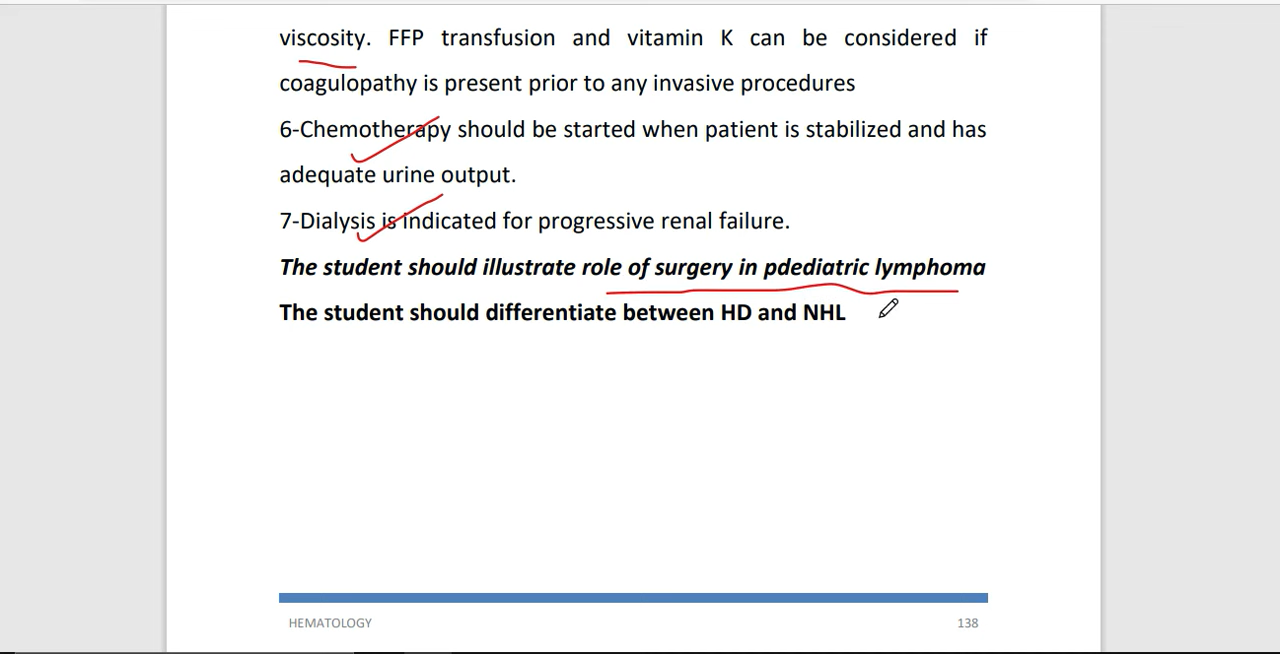 viscosity. FFP transfusion and vitamin K can be considered if
coagulopathy is present prior to any invasive procedures
6-Chemotherapy should be started when patient is stabilized and has
adequate urine output.
7-Dialysis is indicated for progressive renal failure.
The student should illustrate role of surgery in pdediatric lymphoma
The student should differentiate between HD and NHL
HEMATOLOGY 138